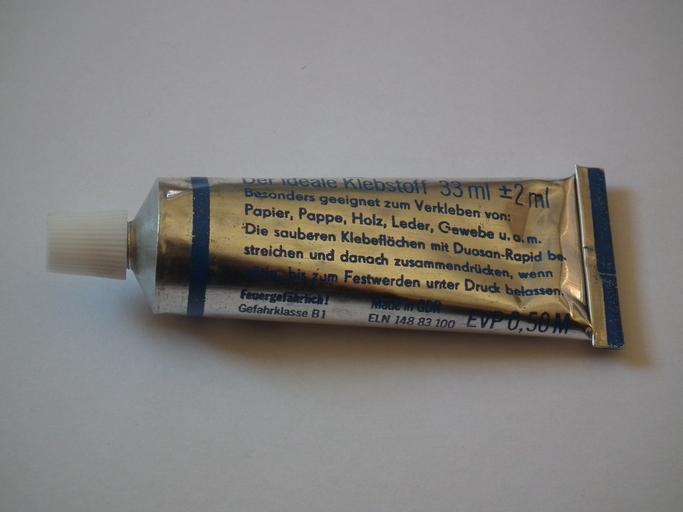 Der ideale Klebstoff 33 ml ±2 ml
Besonders geeignet zum Verkleben von:
Papier, Pappe, Holz, Leder, Gewebe u. a. m.
Die sauberen Klebeflächen mit Duosan-Rapid be-
streichen und danach zusammendrücken, wenn
nötig, bis zum Festwerden unter Druck belassen.
Feuergefährlich! Made in GDR
Gefahrklasse B1 ELN 148 83 100 EVP 0,50 M